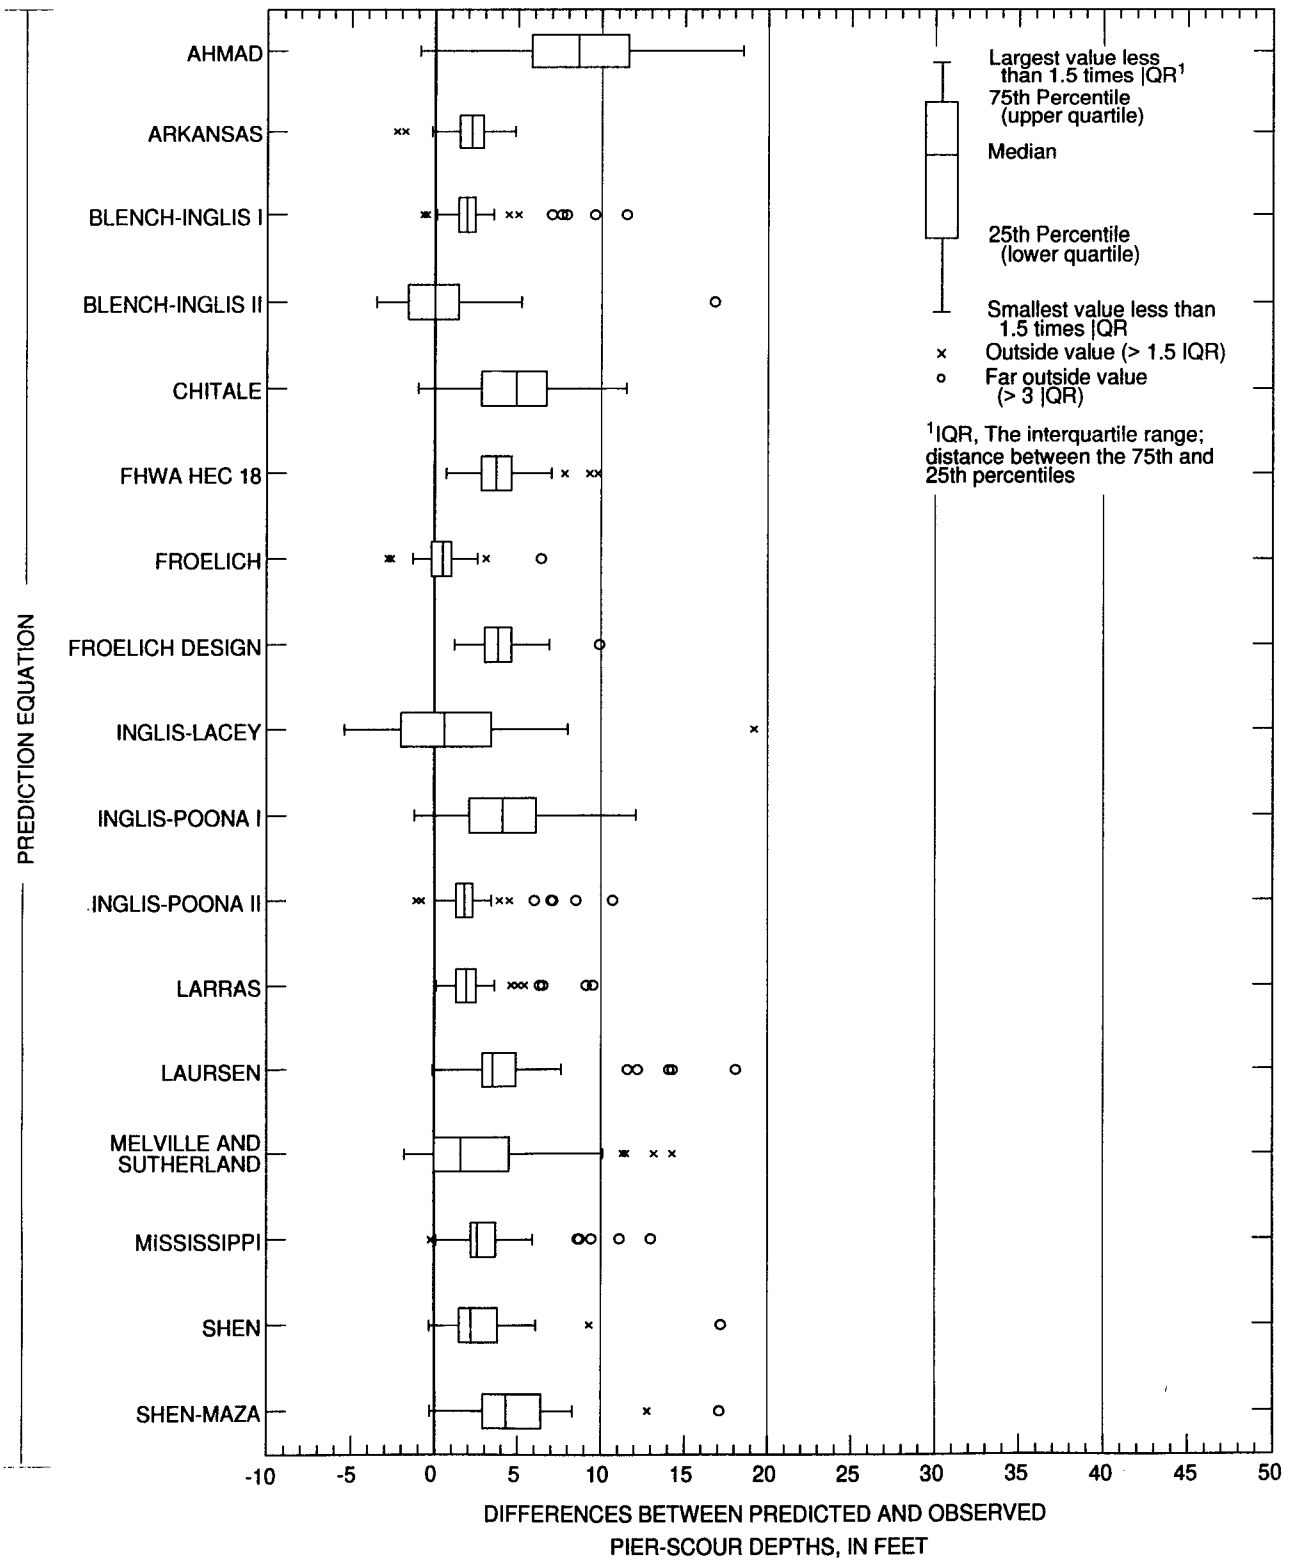 AHMAD
ARKANSAS
BLENCH-INGLIS I
BLENCH-INGLIS II
CHITALE
FHWA HEC 18
FROELICH
FROELICH DESIGN
INGLIS-LACEY
INGLIS-POONA I
INGLIS-POONA II
LARRAS
LAURSEN
MELVILLE AND
SUTHERLAND
MISSISSIPPI
SHEN
SHEN-MAZA
PREDICTION EQUATION
Largest value less
than 1.5 times |QR¹
75th Percentile
(upper quartile)
Median
25th Percentile
(lower quartile)
Smallest value less than
1.5 times |QR
× Outside value (> 1.5 IQR)
o Far outside value
(> 3 |QR)
¹IQR, The interquartile range;
distance between the 75th and
25th percentiles
-10 -5 0 5 10 15 20 25 30 35 40 45 50
DIFFERENCES BETWEEN PREDICTED AND OBSERVED
PIER-SCOUR DEPTHS, IN FEET